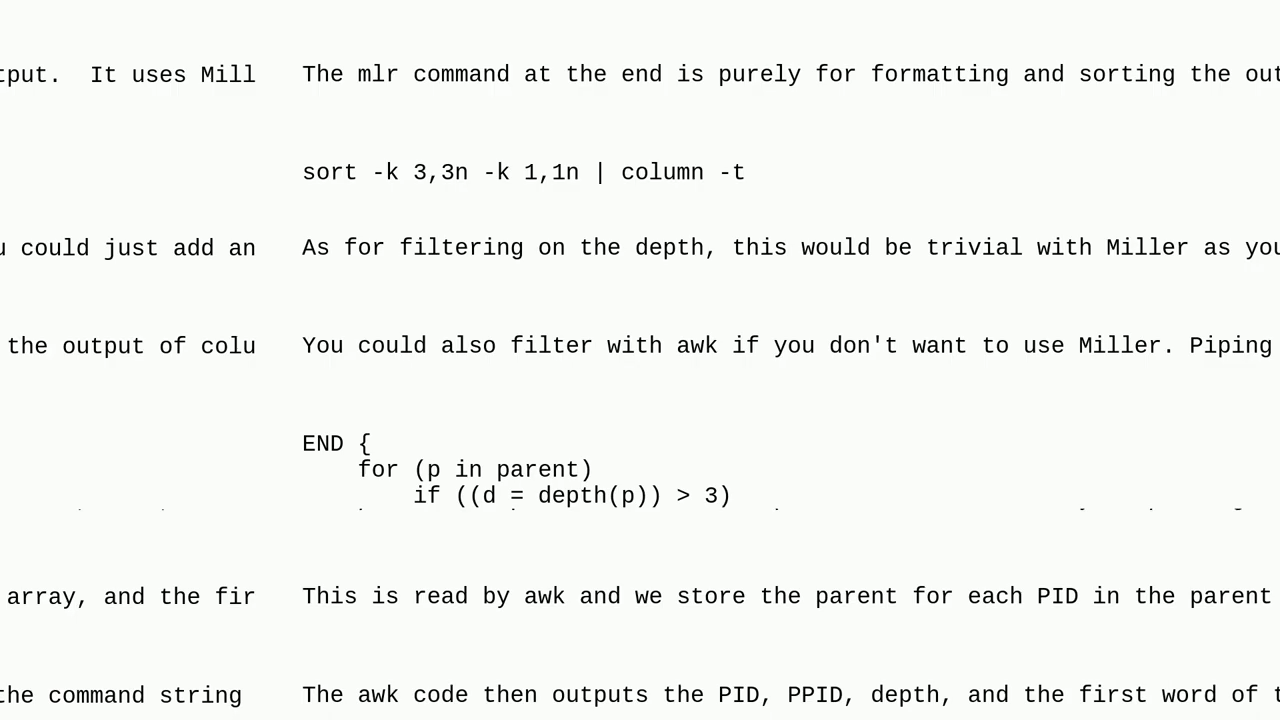 tput.  It uses Mill   The mlr command at the end is purely for formatting and sorting the out
sort -k 3,3n -k 1,1n | column -t
u could just add an   As for filtering on the depth, this would be trivial with Miller as you
the output of colu   You could also filter with awk if you don't want to use Miller. Piping
END {
    for (p in parent)
        if ((d = depth(p)) > 3)
array, and the fir   This is read by awk and we store the parent for each PID in the parent
the command string   The awk code then outputs the PID, PPID, depth, and the first word of t